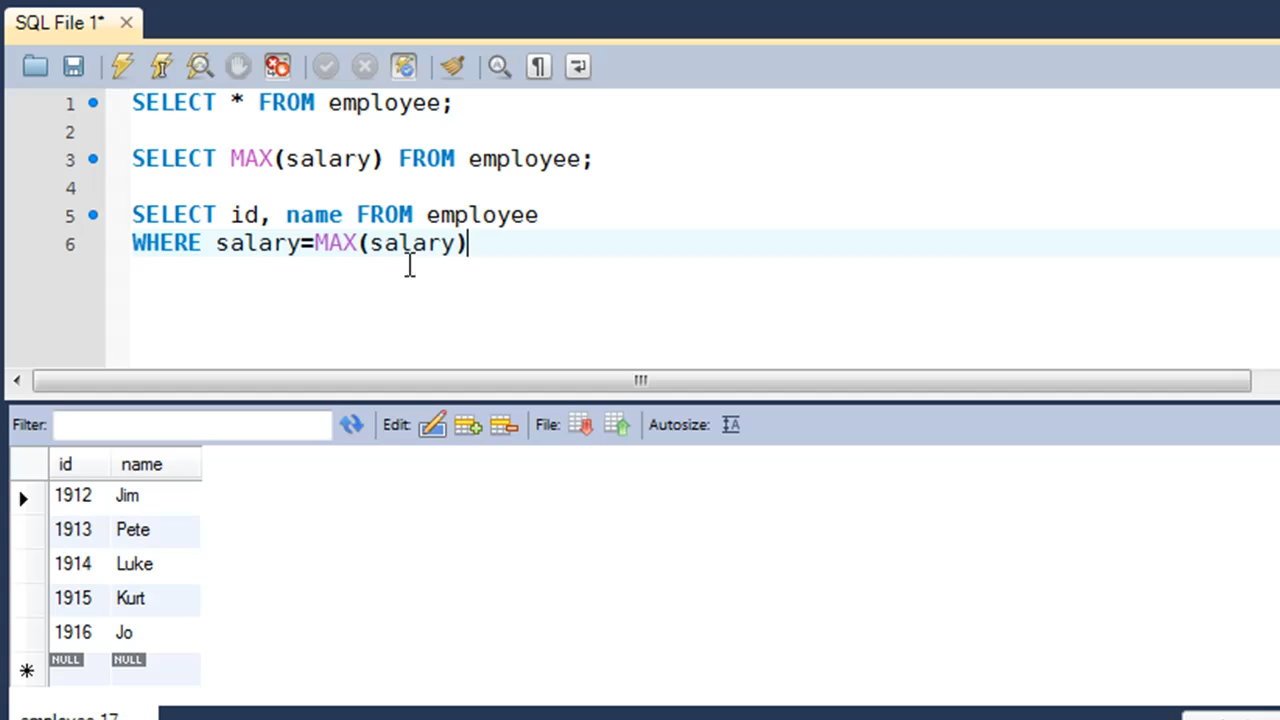 SQL File 1*
1 SELECT * FROM employee;
2
3 SELECT MAX(salary) FROM employee;
4
5 SELECT id, name FROM employee
6 WHERE salary=MAX(salary)
Filter: Edit: File: Autosize:
id name
1912 Jim
1913 Pete
1914 Luke
1915 Kurt
1916 Jo
NULL NULL
employee 17